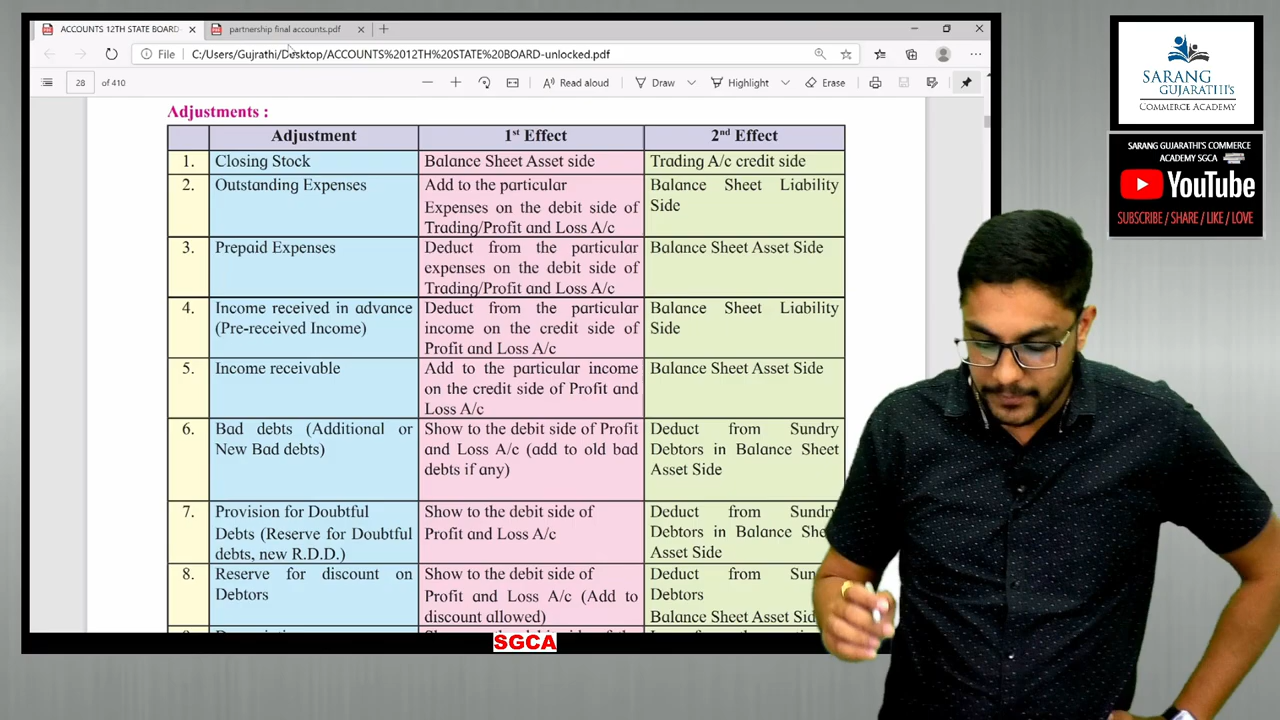 ACCOUNTS 12TH STATE BOARD
partnership final accounts.pdf
File
C:/Users/Gujrathi/Desktop/ACCOUNTS%2012TH%20STATE%20BOARD-unlocked.pdf
28 of 410
Read aloud
Draw
Highlight
Erase
Adjustments :
Adjustment 1st Effect 2nd Effect
1. Closing Stock Balance Sheet Asset side Trading A/c credit side
2. Outstanding Expenses Add to the particular Balance Sheet Liability
Expenses on the debit side of Side
Trading/Profit and Loss A/c
3. Prepaid Expenses Deduct from the particular Balance Sheet Asset Side
expenses on the debit side of
Trading/Profit and Loss A/c
4. Income received in advance Deduct from the particular Balance Sheet Liability
(Pre-received Income) income on the credit side of Side
Profit and Loss A/c
5. Income receivable Add to the particular income Balance Sheet Asset Side
on the credit side of Profit and
Loss A/c
6. Bad debts (Additional or Show to the debit side of Profit Deduct from Sundry
New Bad debts) and Loss A/c (add to old bad Debtors in Balance Sheet
debts if any) Asset Side
7. Provision for Doubtful Show to the debit side of Deduct from Sundry
Debts (Reserve for Doubtful Profit and Loss A/c Debtors in Balance
debts, new R.D.D.) Asset Side
8. Reserve for discount on Show to the debit side of Deduct from
Debtors Profit and Loss A/c (Add to Debtors
discount allowed) Balance Sheet Asset
SGCA
SARANG
GUJARATHI'S
COMMERCE ACADEMY
SARANG GUJARATHI'S COMMERCE
ACADEMY SGCA
YouTube
SUBSCRIBE / SHARE / LIKE / LOVE